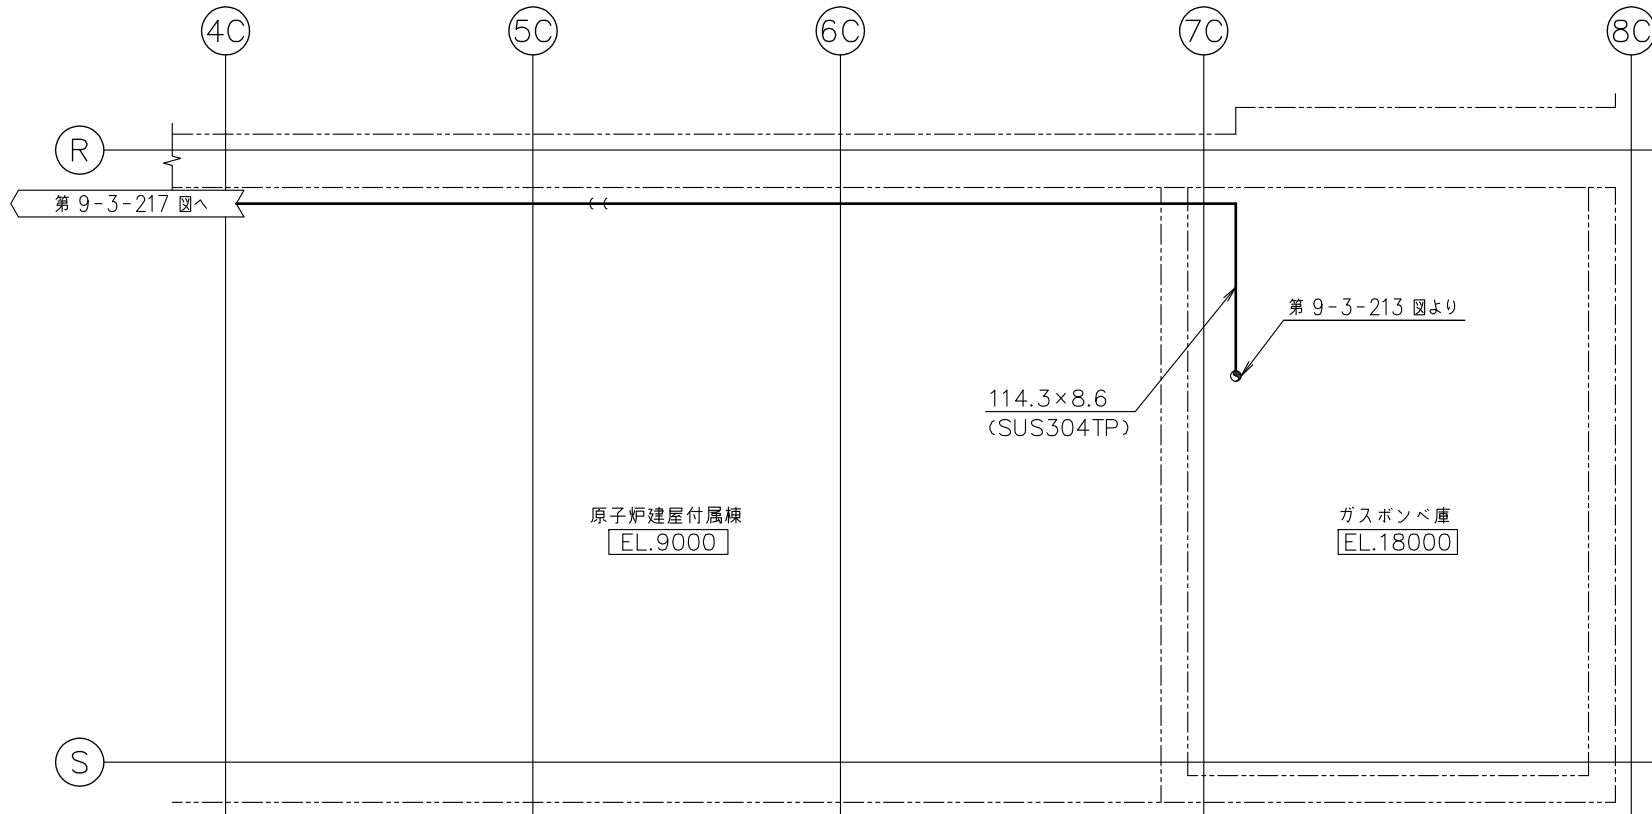 4C
5C
6C
7C
8C
R
第 9-3-217 図へ
第 9-3-213 図より
114.3×8.6
(SUS304TP)
原子炉建屋付属棟
EL.9000
ガスボンベ庫
EL.18000
S